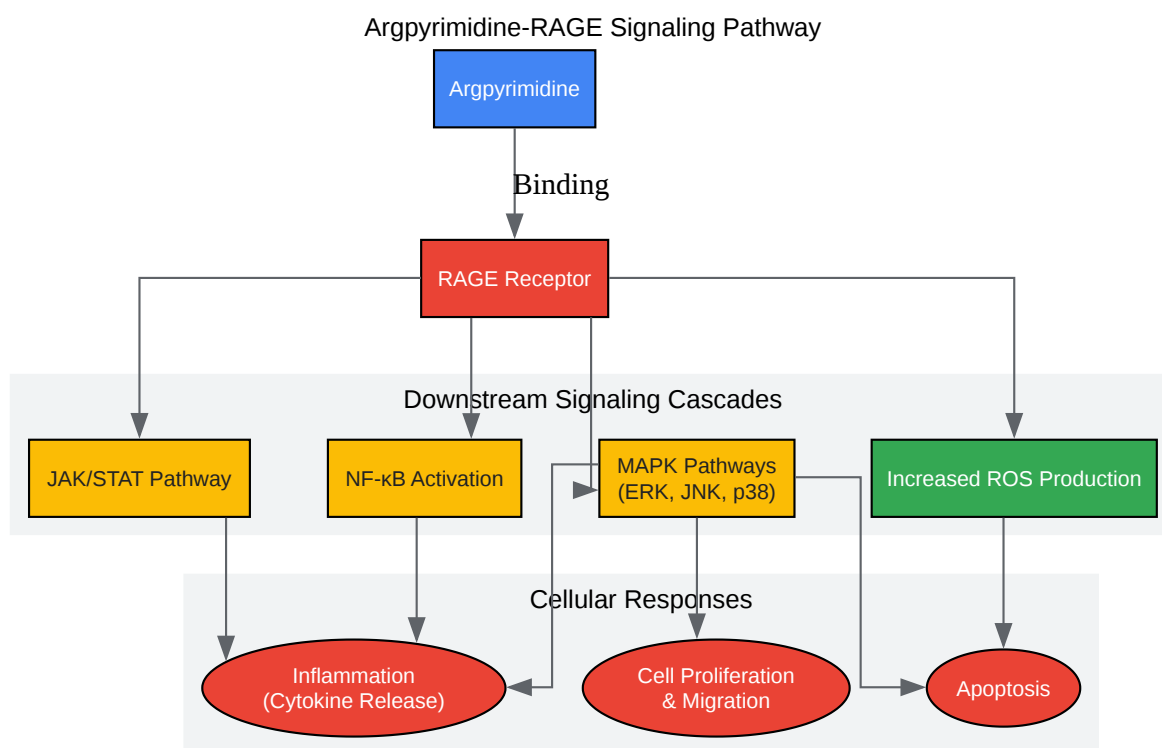 Argpyrimidine-RAGE Signaling Pathway
Argpyrimidine
Binding
RAGE Receptor
Downstream Signaling Cascades
JAK/STAT Pathway
NF-κB Activation
MAPK Pathways
(ERK, JNK, p38)
Increased ROS Production
Cellular Responses
Inflammation
(Cytokine Release)
Cell Proliferation
& Migration
Apoptosis